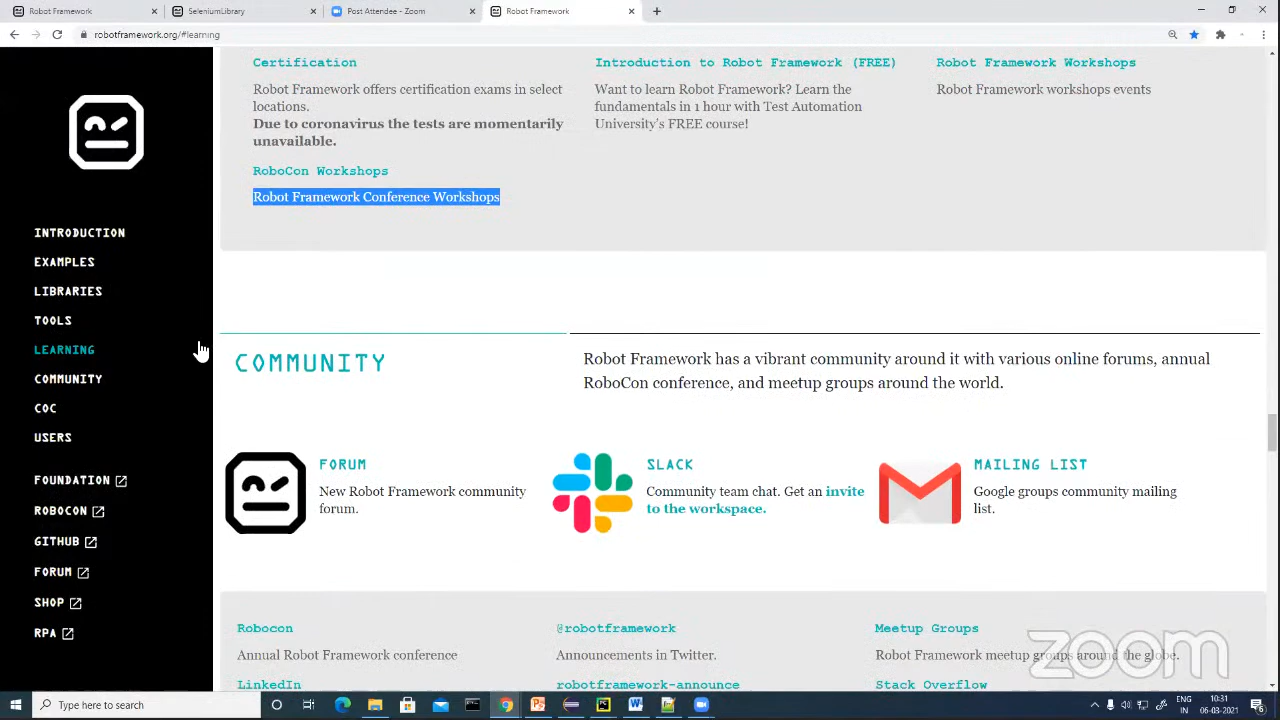 Robot Framework
SeleniumLibrary
Post Attendee - Zoom
Robot Framework
robotframework.org/#learning
INTRODUCTION
EXAMPLES
LIBRARIES
TOOLS
LEARNING
COMMUNITY
COC
USERS
FOUNDATION
ROBOCON
GITHUB
FORUM
SHOP
RPA
Certification
Robot Framework offers certification exams in select
locations.
Due to coronavirus the tests are momentarily
unavailable.
Introduction to Robot Framework (FREE)
Want to learn Robot Framework? Learn the
fundamentals in 1 hour with Test Automation
University's FREE course!
Robot Framework Workshops
Robot Framework workshops events
RoboCon Workshops
Robot Framework Conference Workshops
COMMUNITY
Robot Framework has a vibrant community around it with various online forums, annual
RoboCon conference, and meetup groups around the world.
FORUM
New Robot Framework community
forum.
SLACK
Community team chat. Get an invite
to the workspace.
MAILING LIST
Google groups community mailing
list.
Robocon
Annual Robot Framework conference
@robotframework
Announcements in Twitter.
Meetup Groups
Robot Framework meetup groups around the globe.
LinkedIn
robotframework-announce
Stack Overflow
zoom
Type here to search
ENG
IN
10:31
06-08-2021